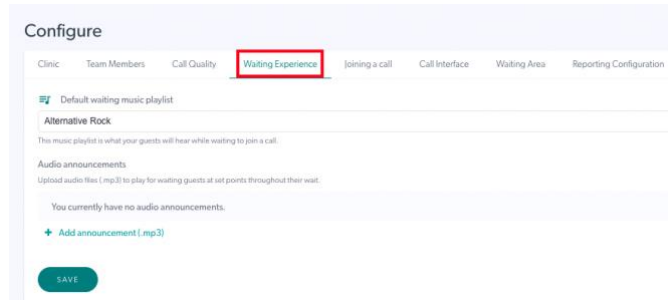 Configure
Clinic Team Members Call Quality Waiting Experience Joining a call Call Interface Waiting Area Reporting Configuration
Default waiting music playlist
Alternative Rock
This music playlist is what your guests will hear while waiting to join a call.
Audio announcements
Upload audio files (.mp3) to play for waiting guests at set points throughout their wait.
You currently have no audio announcements.
+ Add announcement (.mp3)
SAVE